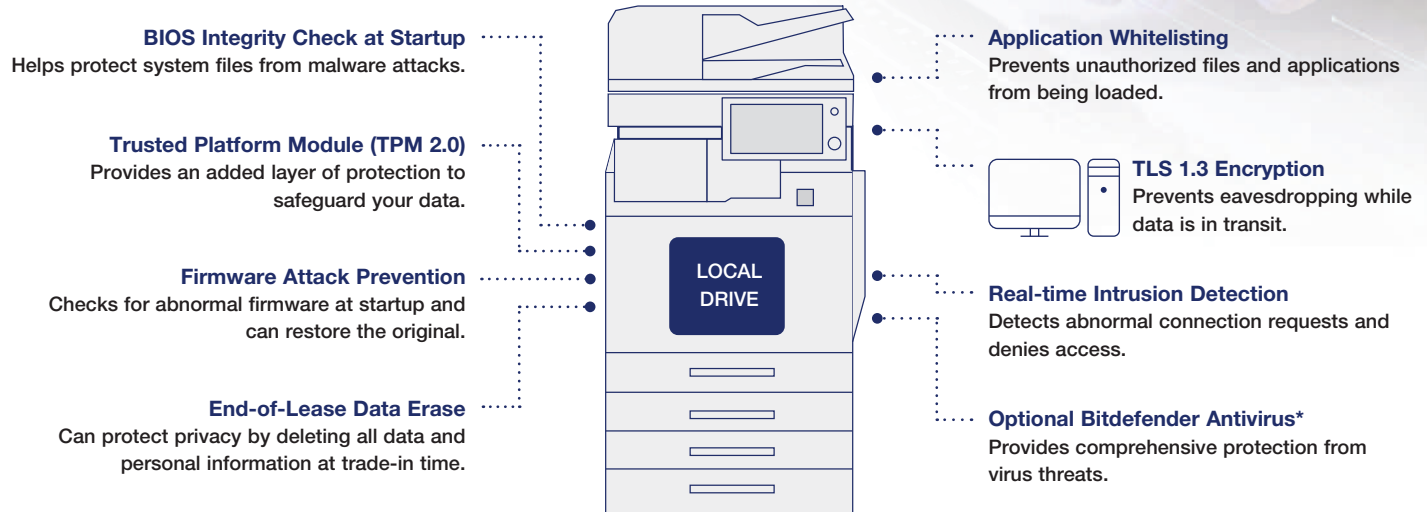 BIOS Integrity Check at Startup
Helps protect system files from malware attacks.
Trusted Platform Module (TPM 2.0)
Provides an added layer of protection to
safeguard your data.
Firmware Attack Prevention
Checks for abnormal firmware at startup and
can restore the original.
End-of-Lease Data Erase
Can protect privacy by deleting all data and
personal information at trade-in time.
LOCAL
DRIVE
Application Whitelisting
Prevents unauthorized files and applications
from being loaded.
TLS 1.3 Encryption
Prevents eavesdropping while
data is in transit.
Real-time Intrusion Detection
Detects abnormal connection requests and
denies access.
Optional Bitdefender Antivirus*
Provides comprehensive protection from
virus threats.